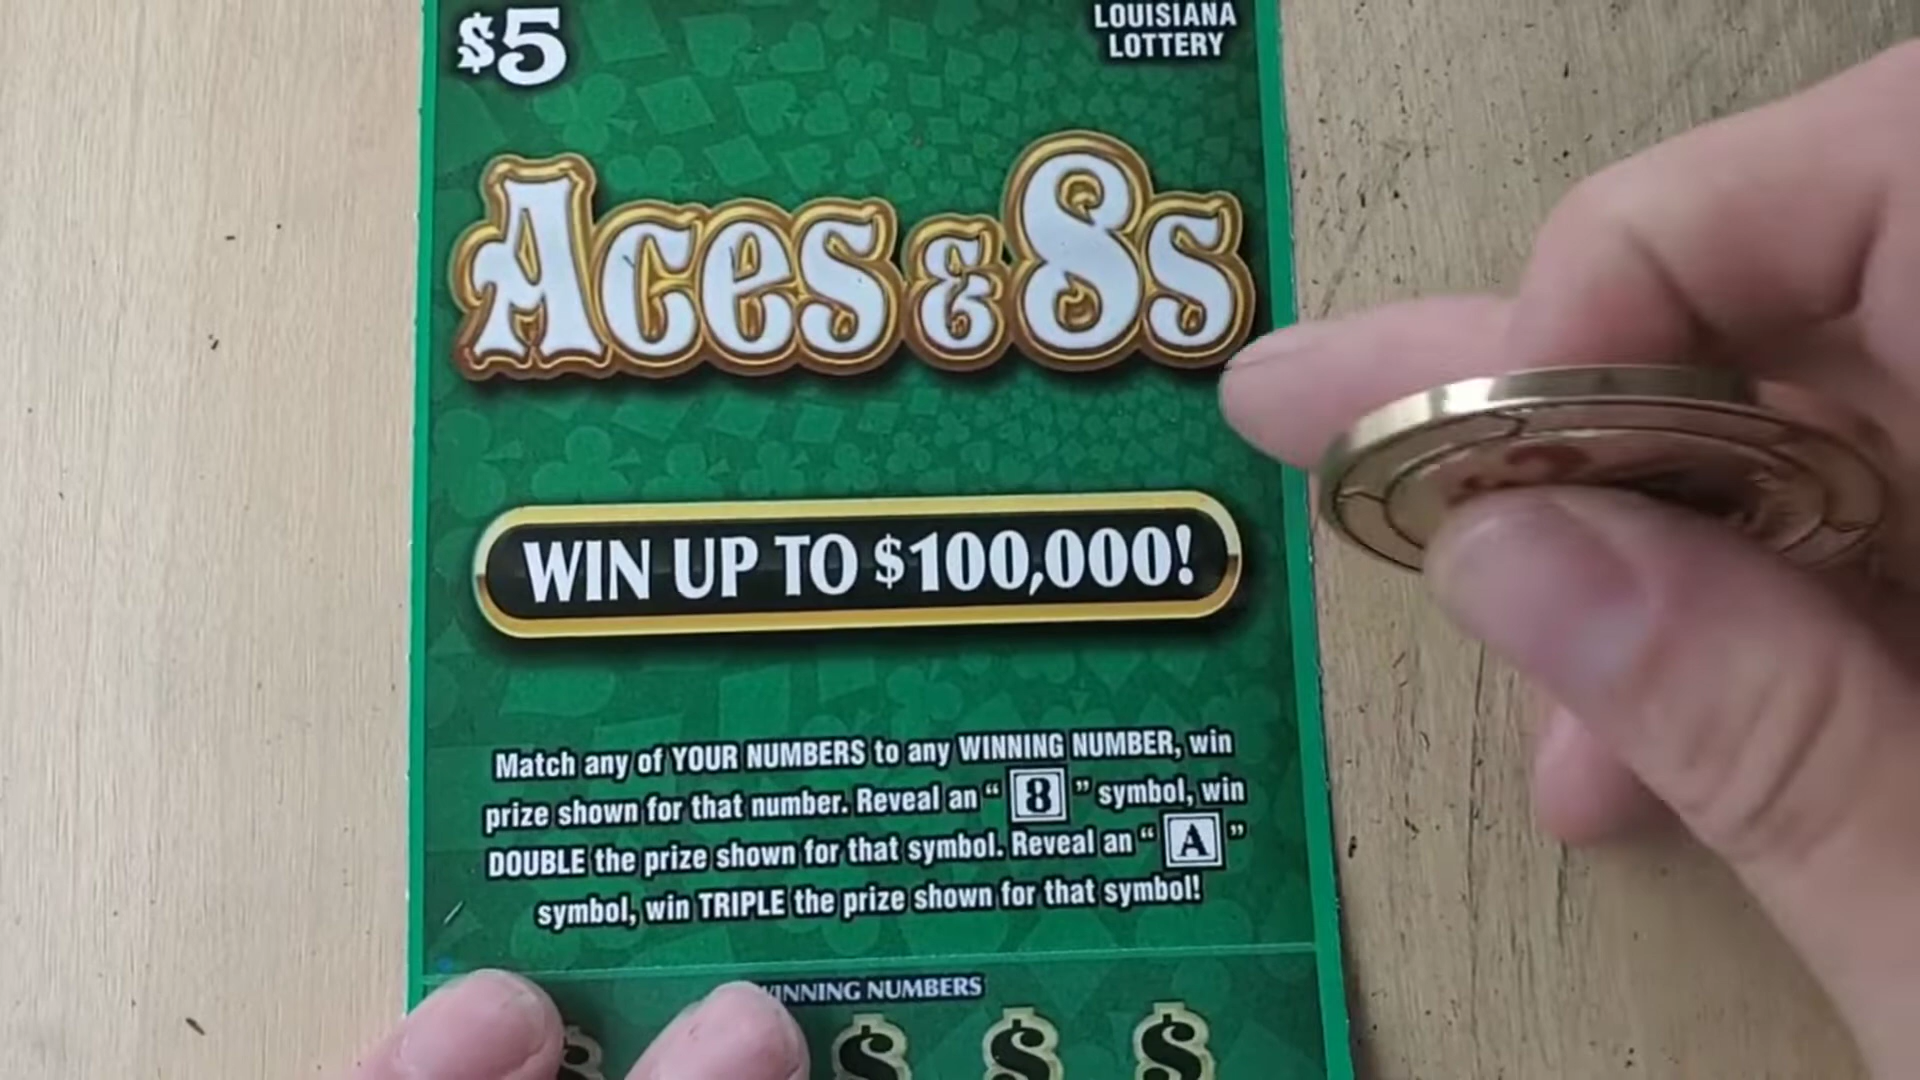 $5
LOUISIANA
LOTTERY
Aces & 8s
WIN UP TO $100,000!
Match any of YOUR NUMBERS to any WINNING NUMBER, win
prize shown for that number. Reveal an “ 8 ” symbol, win
DOUBLE the prize shown for that symbol. Reveal an “ A ”
symbol, win TRIPLE the prize shown for that symbol!
WINNING NUMBERS
$ $ $ $